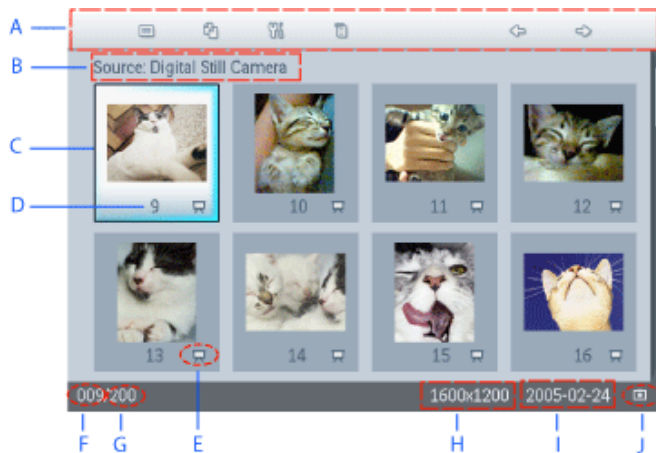 A
B Source: Digital Still Camera
C
D 9 10 11 12
13 14 15 16
009/200 1600x1200 2005-02-24
F G E H I J